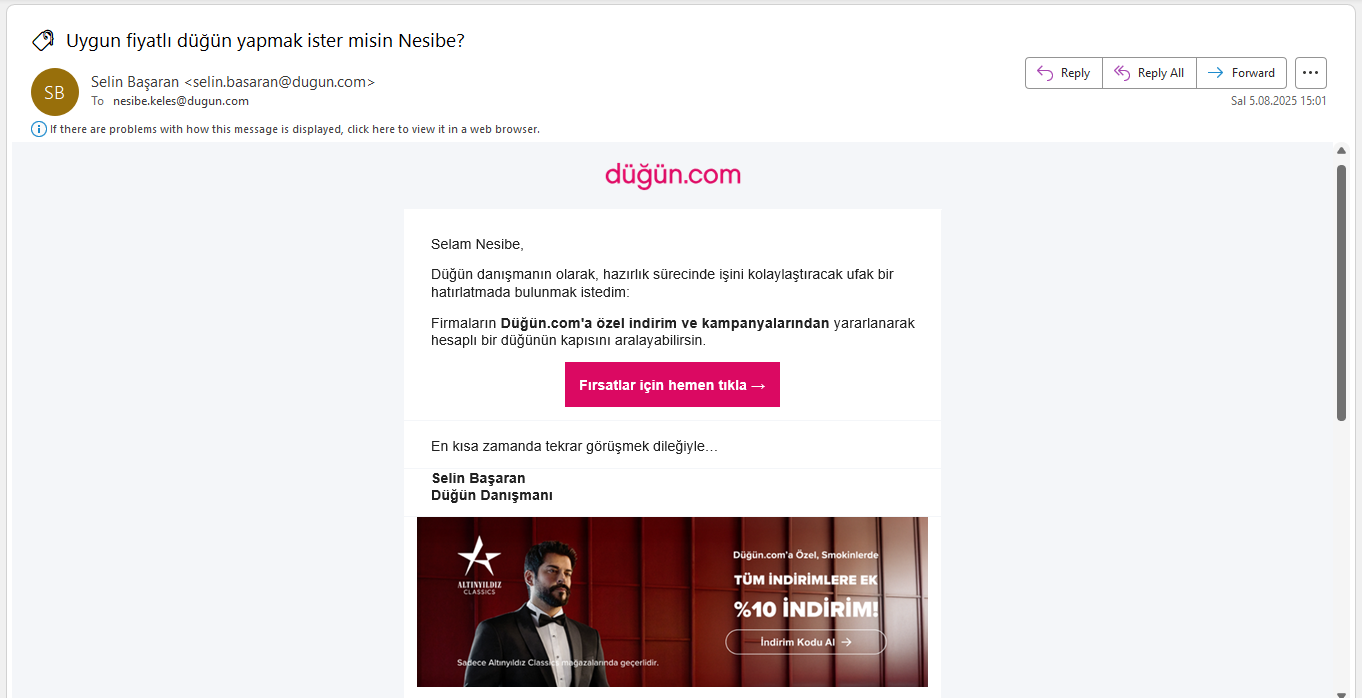 Uygun fiyatlı düğün yapmak ister misin Nesibe?
SB
Selin Başaran <selin.basaran@dugun.com>
To nesibe.keles@dugun.com
Reply
Reply All
Forward
Sal 5.08.2025 15:01
If there are problems with how this message is displayed, click here to view it in a web browser.
düğün.com
Selam Nesibe,
Düğün danışmanın olarak, hazırlık sürecinde işini kolaylaştıracak ufak bir
hatırlatmada bulunmak istedim:
Firmaların Düğün.com'a özel indirim ve kampanyalarından yararlanarak
hesaplı bir düğünün kapısını aralayabilirsin.
Fırsatlar için hemen tıkla →
En kısa zamanda tekrar görüşmek dileğiyle…
Selin Başaran
Düğün Danışmanı
ALTINYILDIZ
CLASSICS
Düğün.com'a Özel, Smokinlerde
TÜM İNDİRİMLERE EK
%10 İNDİRİM!
İndirim Kodu Al →
Sadece Altınyıldız Classics mağazalarında geçerlidir.